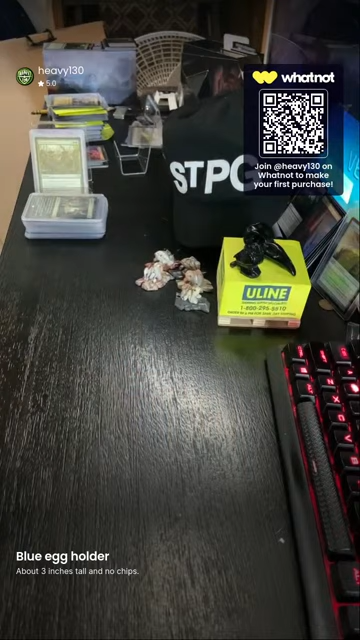 heavy130
★ 5.0
whatnot
Join @heavy130 on
Whatnot to make
your first purchase!
STPG
ULINE
1-800-295-5510
Blue egg holder
About 3 inches tall and no chips.